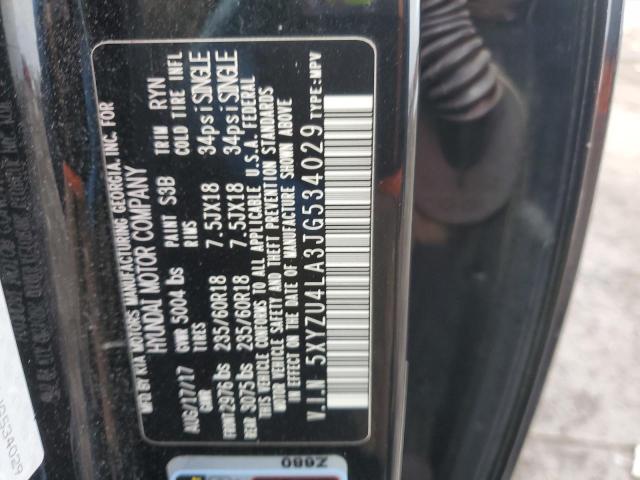 MFD BY KIA MOTORS MANUFACTURING GEORGIA, INC. FOR
HYUNDAI MOTOR COMPANY
AUG/17/17 GVWR 5004 lbs PAINT S3B TRIM RYN
GAWR TIRES RIMS COLD TIRE INFL
FRONT 2976 lbs 235/60R18 7.5JX18 34psi SINGLE
REAR 3075 lbs 235/60R18 7.5JX18 34psi SINGLE
THIS VEHICLE CONFORMS TO ALL APPLICABLE U.S.A. FEDERAL
MOTOR VEHICLE SAFETY AND THEFT PREVENTION STANDARDS
IN EFFECT ON THE DATE OF MANUFACTURE SHOWN ABOVE
V.I.N 5XYZU4LA3JG534029 TYPE:MPV
Z680
JG534029